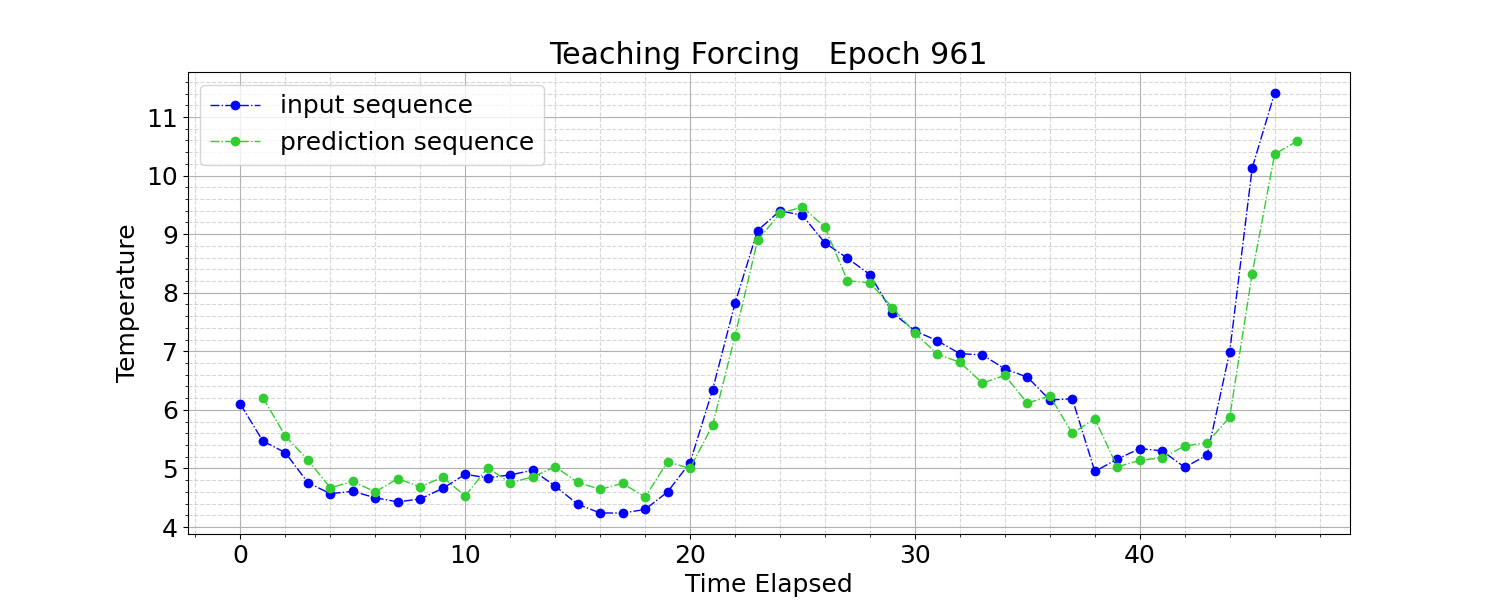 Teaching Forcing   Epoch 961
input sequence
prediction sequence
11
10
9
8
7
6
5
4
Temperature
0 10 20 30 40
Time Elapsed